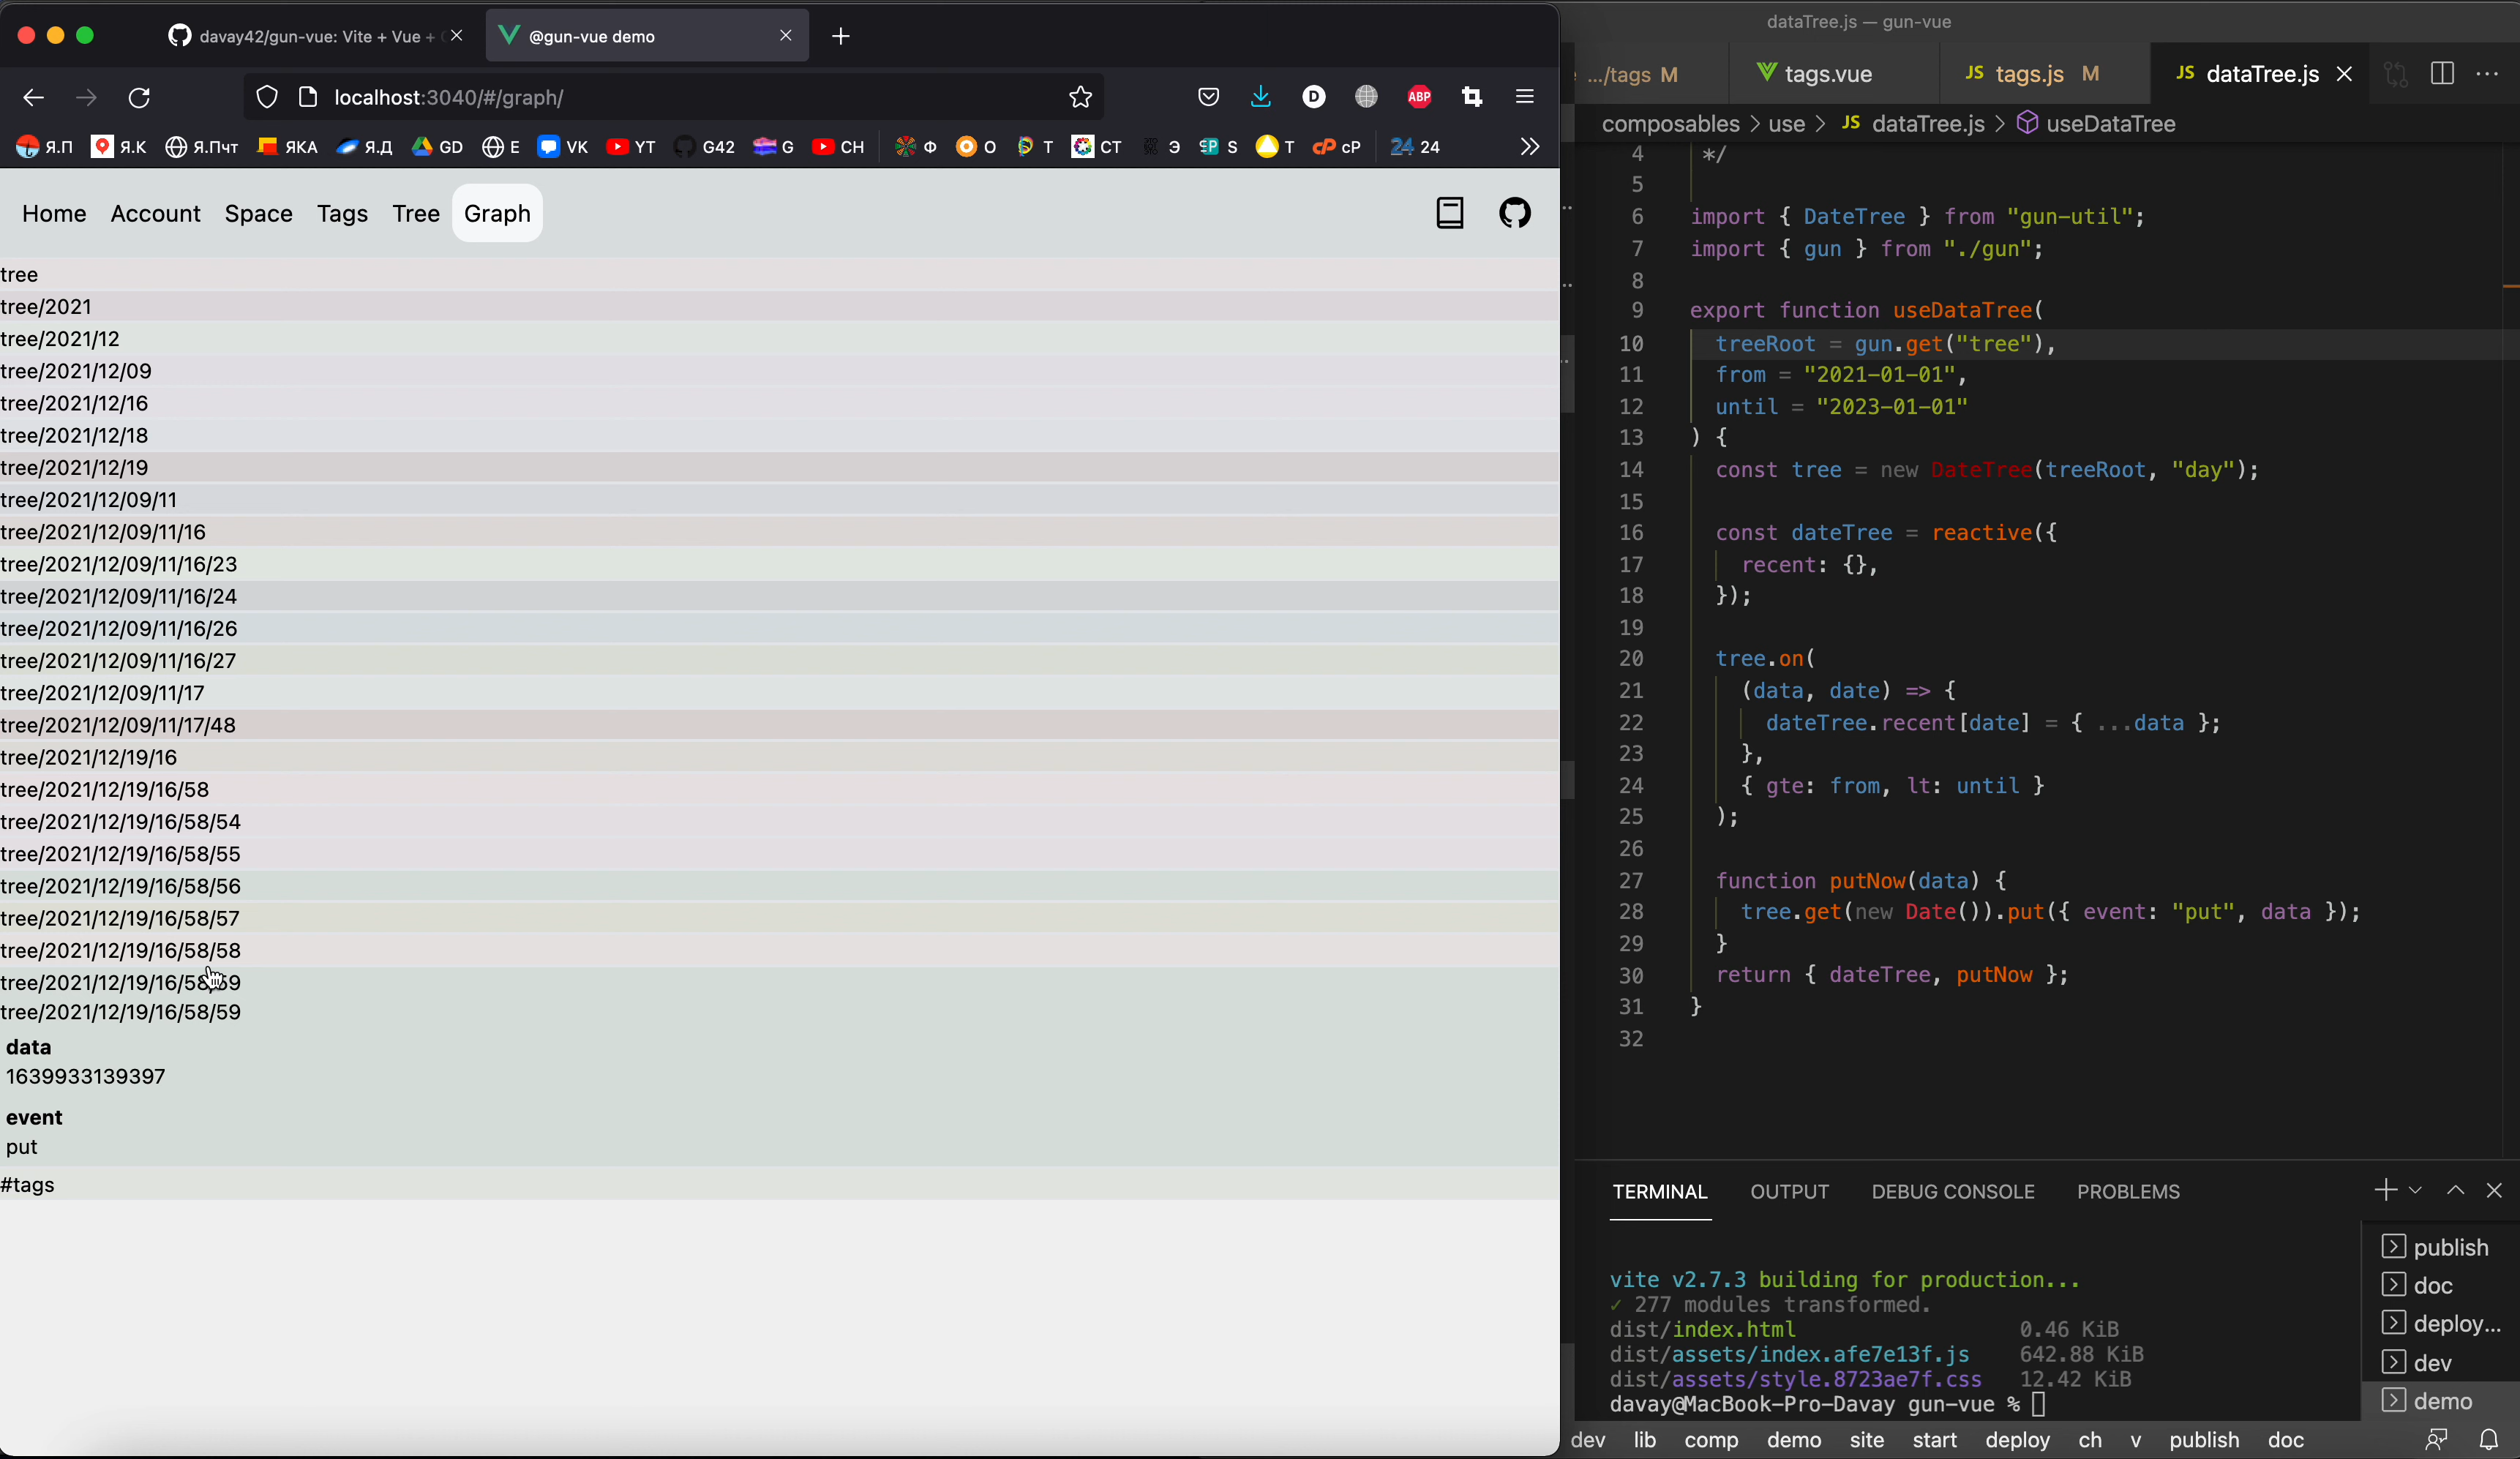 davay42/gun-vue: Vite + Vue +
@gun-vue demo
localhost:3040/#/graph/
Я.П Я.К Я.Пчт ЯКА Я.Д GD E VK YT G42 G CH Ф O T CT Э S T cP 24
Home Account Space Tags Tree Graph
tree
tree/2021
tree/2021/12
tree/2021/12/09
tree/2021/12/16
tree/2021/12/18
tree/2021/12/19
tree/2021/12/09/11
tree/2021/12/09/11/16
tree/2021/12/09/11/16/23
tree/2021/12/09/11/16/24
tree/2021/12/09/11/16/26
tree/2021/12/09/11/16/27
tree/2021/12/09/11/17
tree/2021/12/09/11/17/48
tree/2021/12/19/16
tree/2021/12/19/16/58
tree/2021/12/19/16/58/54
tree/2021/12/19/16/58/55
tree/2021/12/19/16/58/56
tree/2021/12/19/16/58/57
tree/2021/12/19/16/58/58
tree/2021/12/19/16/58/59
tree/2021/12/19/16/58/59
data
1639933139397
event
put
#tags
dataTree.js — gun-vue
.../tags M tags.vue JS tags.js M JS dataTree.js
composables > use > JS dataTree.js > useDataTree
4 */
5
6 import { DateTree } from "gun-util";
7 import { gun } from "./gun";
8
9 export function useDataTree(
10 treeRoot = gun.get("tree"),
11 from = "2021-01-01",
12 until = "2023-01-01"
13 ) {
14 const tree = new DateTree(treeRoot, "day");
15
16 const dateTree = reactive({
17 recent: {},
18 });
19
20 tree.on(
21 (data, date) => {
22 dateTree.recent[date] = { ...data };
23 },
24 { gte: from, lt: until }
25 );
26
27 function putNow(data) {
28 tree.get(new Date()).put({ event: "put", data });
29 }
30 return { dateTree, putNow };
31 }
32
TERMINAL OUTPUT DEBUG CONSOLE PROBLEMS
vite v2.7.3 building for production...
✓ 277 modules transformed.
dist/index.html 0.46 KiB
dist/assets/index.afe7e13f.js 642.88 KiB
dist/assets/style.8723ae7f.css 12.42 KiB
davay@MacBook-Pro-Davay gun-vue %
publish
doc
deploy...
dev
demo
dev lib comp demo site start deploy ch v publish doc